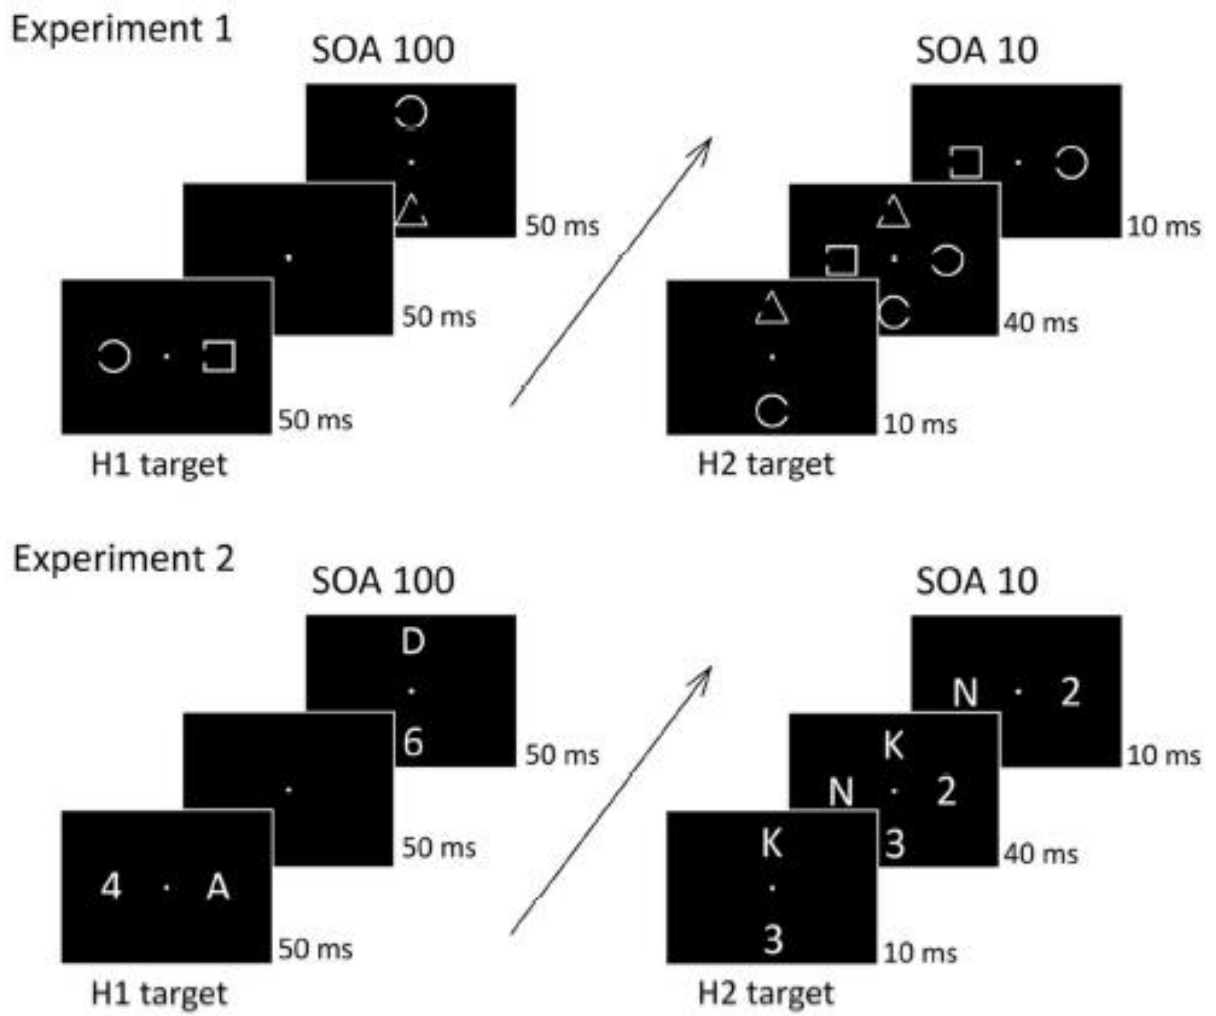 Experiment 1
SOA 100
SOA 10
50 ms
50 ms
50 ms
H1 target
10 ms
40 ms
10 ms
H2 target
Experiment 2
SOA 100
SOA 10
D
6
50 ms
50 ms
4 A
50 ms
H1 target
N 2
10 ms
K
N 2
3
40 ms
K
3
10 ms
H2 target